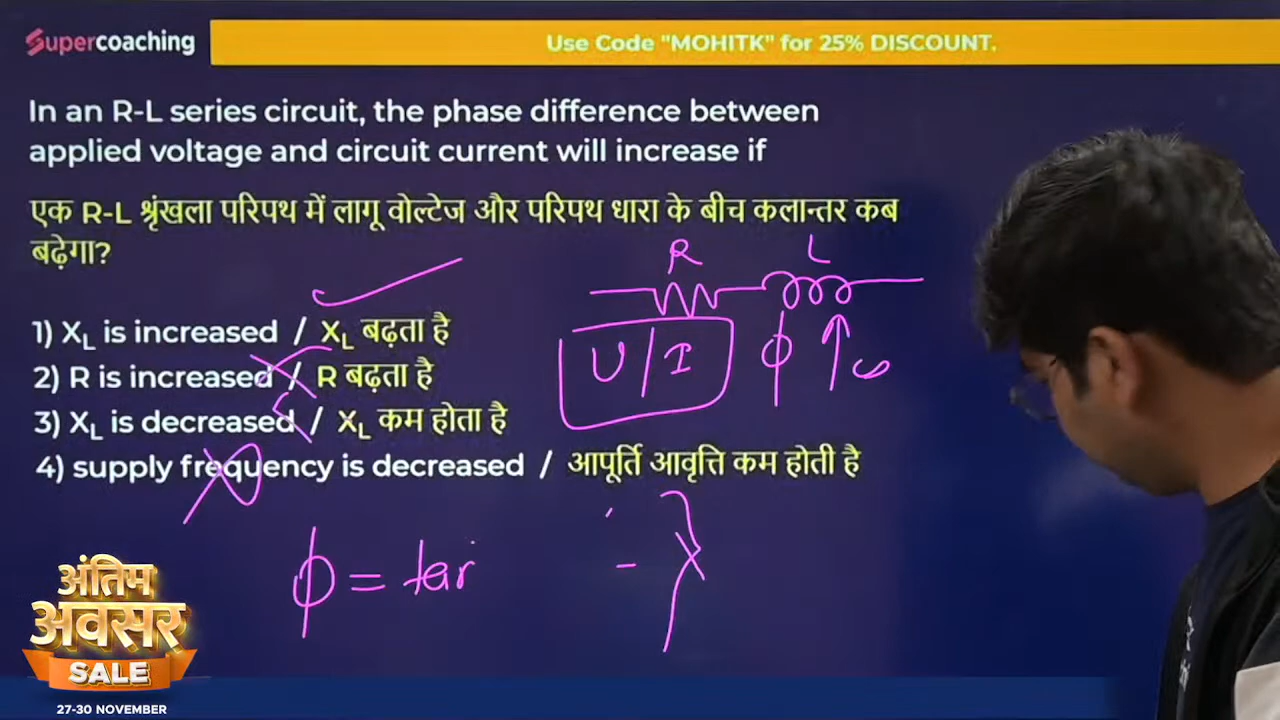 Supercoaching
Use Code "MOHITK" for 25% DISCOUNT.
In an R-L series circuit, the phase difference between
applied voltage and circuit current will increase if
एक R-L श्रृंखला परिपथ में लागू वोल्टेज और परिपथ धारा के बीच कलान्तर कब
बढ़ेगा?
R L
1) XL is increased / XL बढ़ता है
2) R is increased / R बढ़ता है
U/I ϕ
3) XL is decreased / XL कम होता है
4) supply frequency is decreased / आपूर्ति आवृत्ति कम होती है
ϕ =
अंतिम
अवसर
SALE
27-30 NOVEMBER